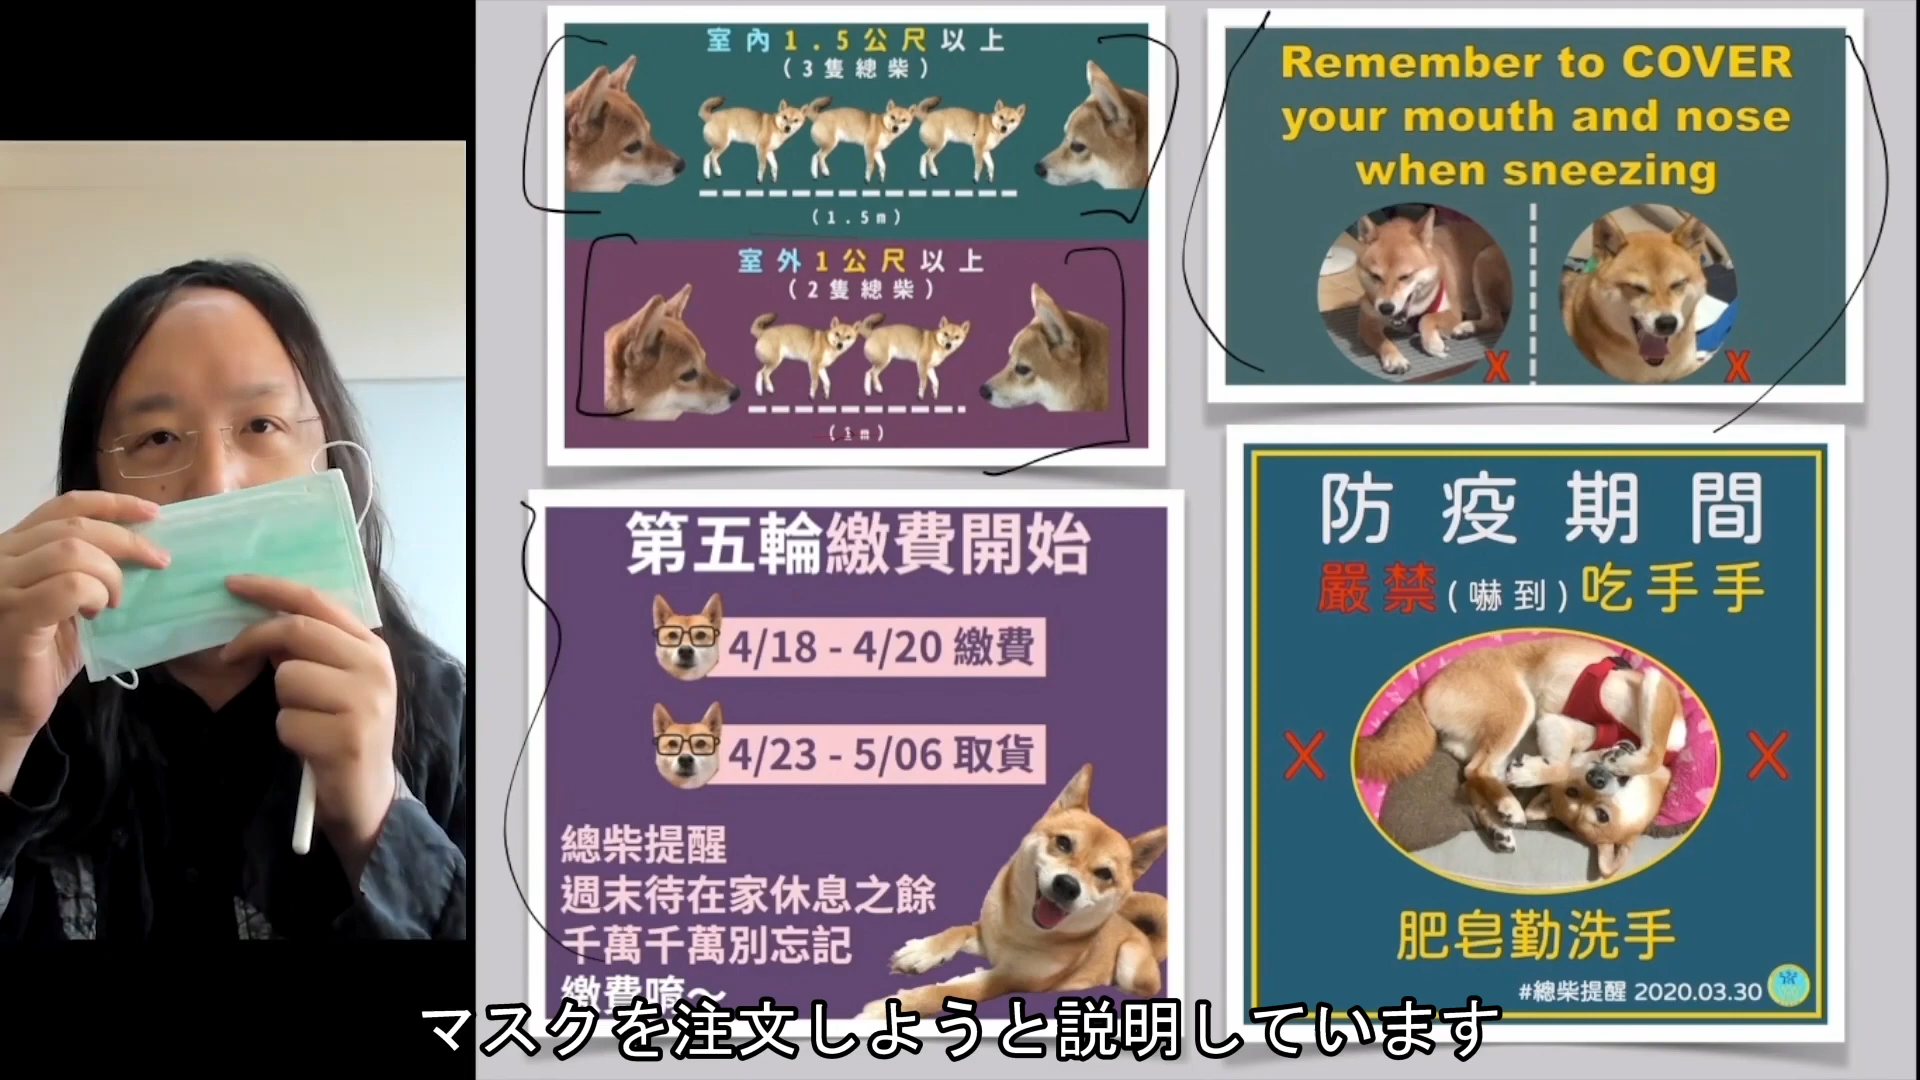 室內1.5公尺以上
(3隻總柴)
(1.5m)
室外1公尺以上
(2隻總柴)
(1m)
Remember to COVER
your mouth and nose
when sneezing
X
X
第五輪繳費開始
4/18 - 4/20 繳費
4/23 - 5/06 取貨
總柴提醒
週末待在家休息之餘
千萬千萬別忘記
繳費唷～
防疫期間
嚴禁(嚇到)吃手手
X
X
肥皂勤洗手
#總柴提醒 2020.03.30
マスクを注文しようと説明しています